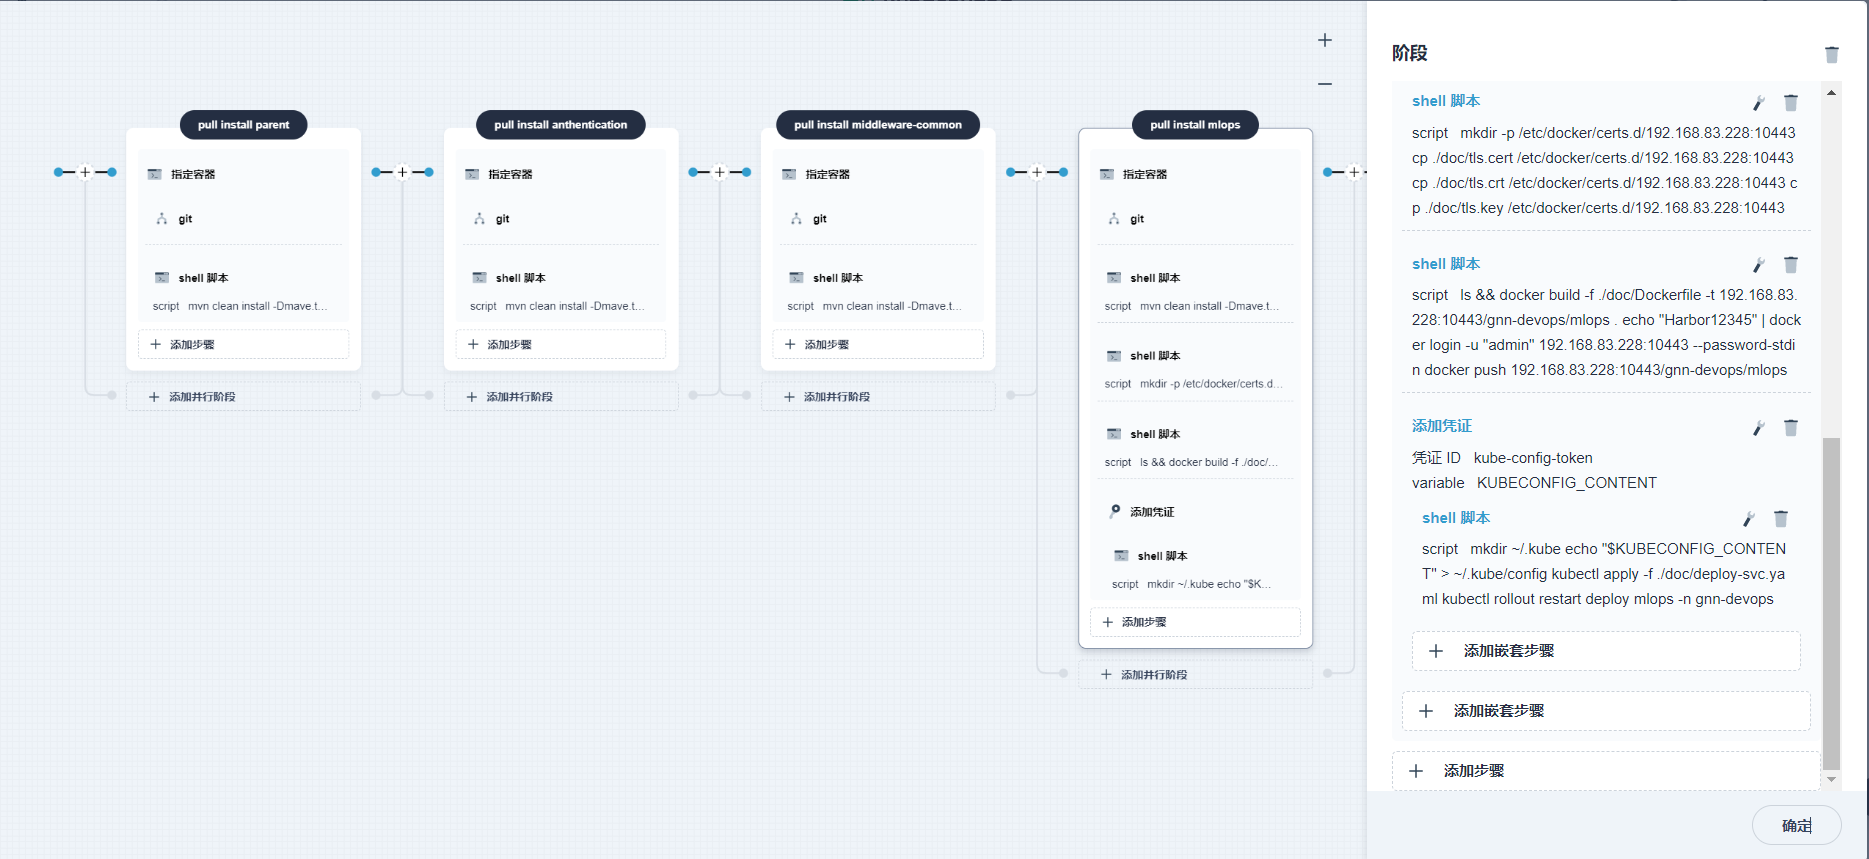 pull install parent
指定容器
git
shell 脚本
script mvn clean install -Dmave.t...
添加步骤
添加并行阶段
pull install anthentication
指定容器
git
shell 脚本
script mvn clean install -Dmave.t...
添加步骤
添加并行阶段
pull install middleware-common
指定容器
git
shell 脚本
script mvn clean install -Dmave.t...
添加步骤
添加并行阶段
pull install mlops
指定容器
git
shell 脚本
script mvn clean install -Dmave.t...
shell 脚本
script mkdir -p /etc/docker/certs.d...
shell 脚本
script ls && docker build -f ./doc/...
添加凭证
shell 脚本
script mkdir ~/.kube echo "$K...
添加步骤
添加并行阶段
阶段
shell 脚本
script mkdir -p /etc/docker/certs.d/192.168.83.228:10443
cp ./doc/tls.cert /etc/docker/certs.d/192.168.83.228:10443
cp ./doc/tls.crt /etc/docker/certs.d/192.168.83.228:10443 c
p ./doc/tls.key /etc/docker/certs.d/192.168.83.228:10443
shell 脚本
script ls && docker build -f ./doc/Dockerfile -t 192.168.83.
228:10443/gnn-devops/mlops . echo "Harbor12345" | dock
er login -u "admin" 192.168.83.228:10443 --password-stdi
n docker push 192.168.83.228:10443/gnn-devops/mlops
添加凭证
凭证 ID kube-config-token
variable KUBECONFIG_CONTENT
shell 脚本
script mkdir ~/.kube echo "$KUBECONFIG_CONTEN
T" > ~/.kube/config kubectl apply -f ./doc/deploy-svc.ya
ml kubectl rollout restart deploy mlops -n gnn-devops
添加嵌套步骤
添加嵌套步骤
添加步骤
确定